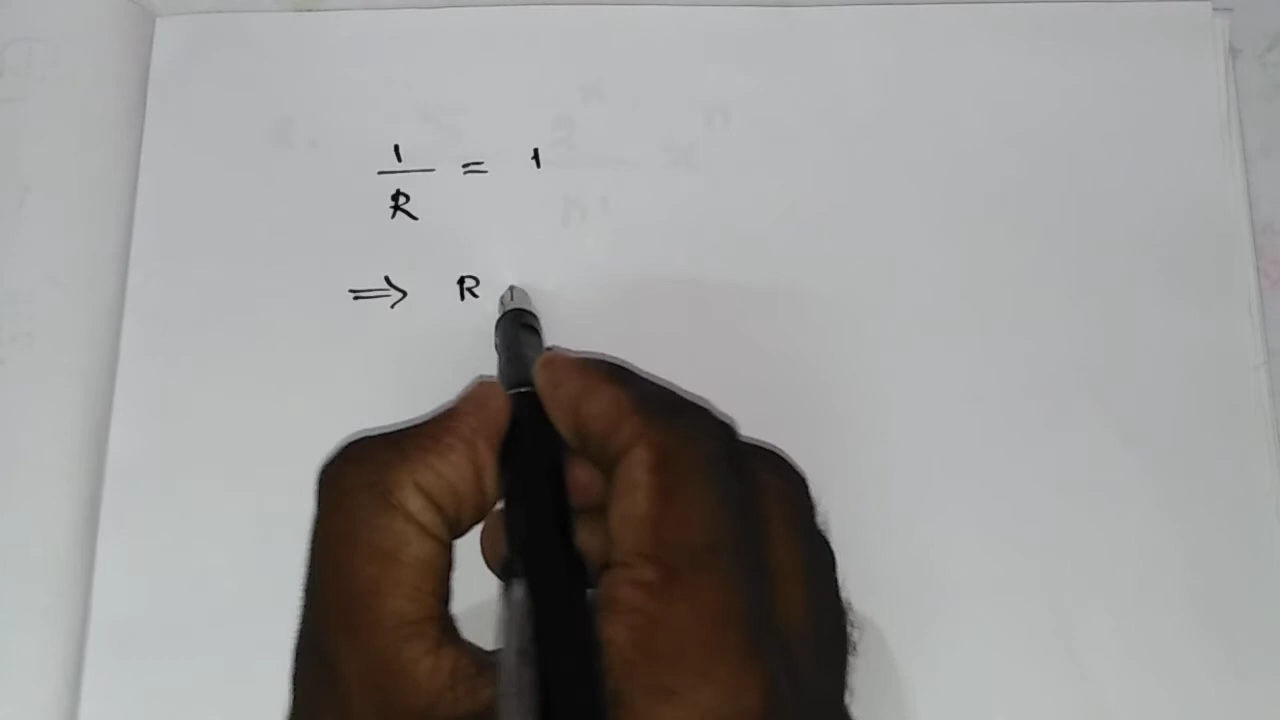 1/R = 1
⇒ R